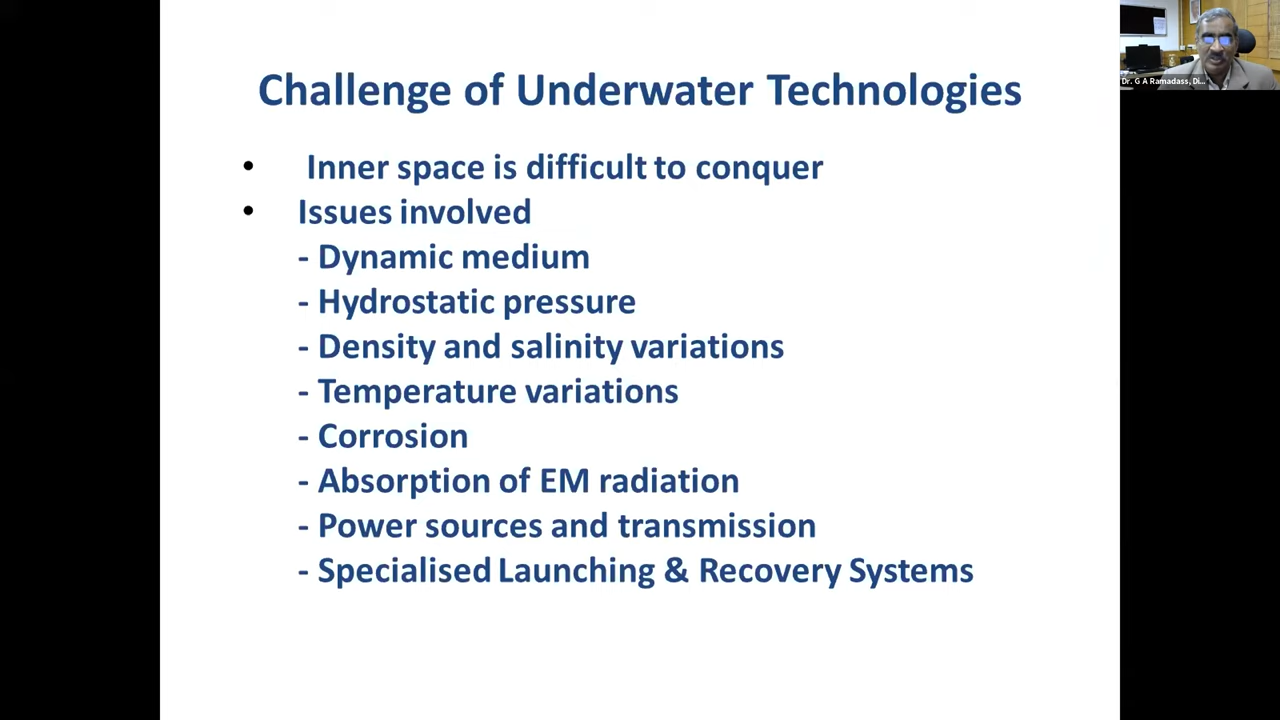 Challenge of Underwater Technologies
• Inner space is difficult to conquer
• Issues involved
- Dynamic medium
- Hydrostatic pressure
- Density and salinity variations
- Temperature variations
- Corrosion
- Absorption of EM radiation
- Power sources and transmission
- Specialised Launching & Recovery Systems
Dr. G A Ramadass, Di...